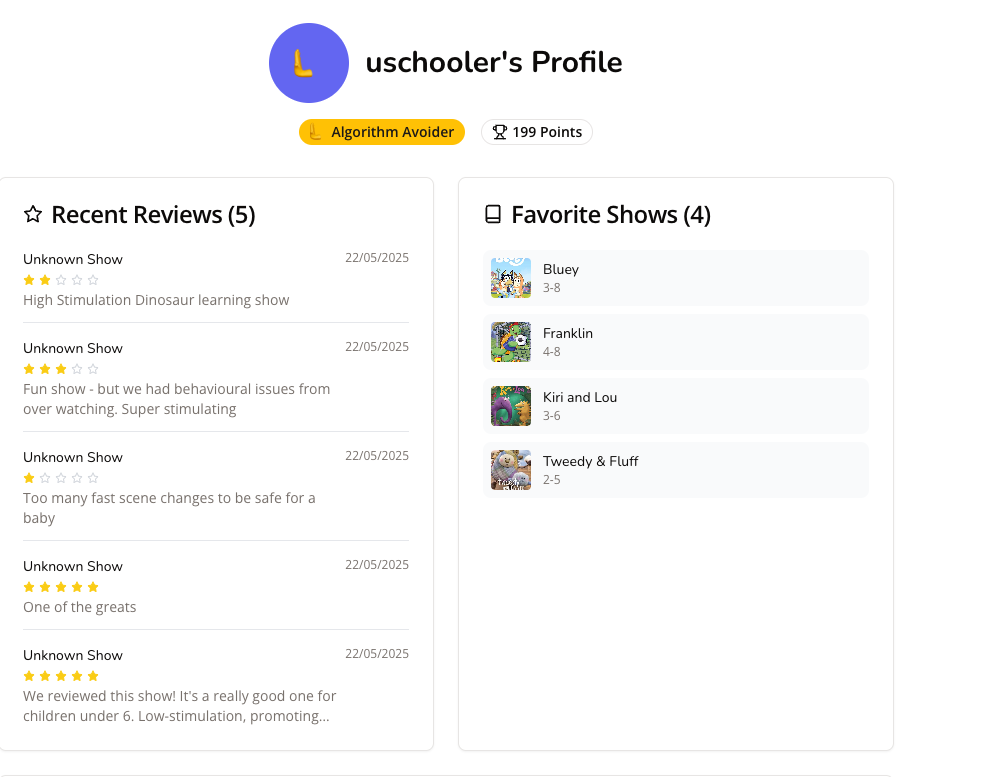 uschooler's Profile
Algorithm Avoider
199 Points
Recent Reviews (5)
Unknown Show
22/05/2025
High Stimulation Dinosaur learning show
Unknown Show
22/05/2025
Fun show - but we had behavioural issues from
over watching. Super stimulating
Unknown Show
22/05/2025
Too many fast scene changes to be safe for a
baby
Unknown Show
22/05/2025
One of the greats
Unknown Show
22/05/2025
We reviewed this show! It's a really good one for
children under 6. Low-stimulation, promoting...
Favorite Shows (4)
Bluey
3-8
Franklin
4-8
Kiri and Lou
3-6
Tweedy & Fluff
2-5